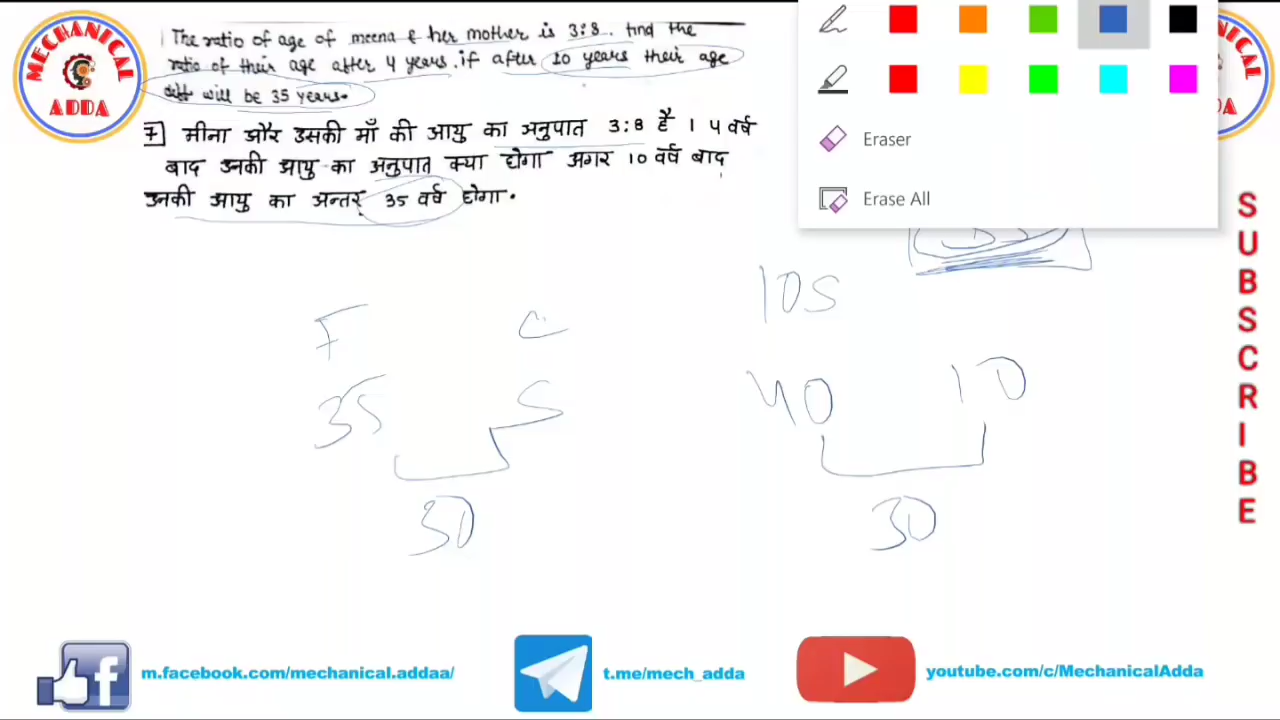 MECHANICAL
ADDA
The ratio of age of meena & her mother is 3:8. find the
ratio of their age after 4 years, if after 10 years their age
diff will be 35 years.
7] मीना और उसकी माँ की आयु का अनुपात 3:8 है । 4 वर्ष
बाद उनकी आयु का अनुपात क्या होगा अगर 10 वर्ष बाद
उनकी आयु का अन्तर 35 वर्ष होगा.
Eraser
Erase All
10S
F
C
35
5
40
10
30
30
SUBSCRIBE
m.facebook.com/mechanical.addaa/
t.me/mech_adda
youtube.com/c/MechanicalAdda